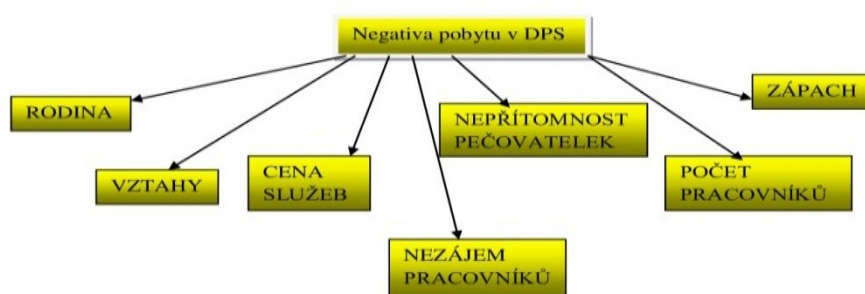 Negativa pobytu v DPS
ZÁPACH
RODINA
NEPŘÍTOMNOST
PEČOVATELEK
VZTAHY
CENA
SLUŽEB
POČET
PRACOVNÍKŮ
NEZÁJEM
PRACOVNÍKŮ